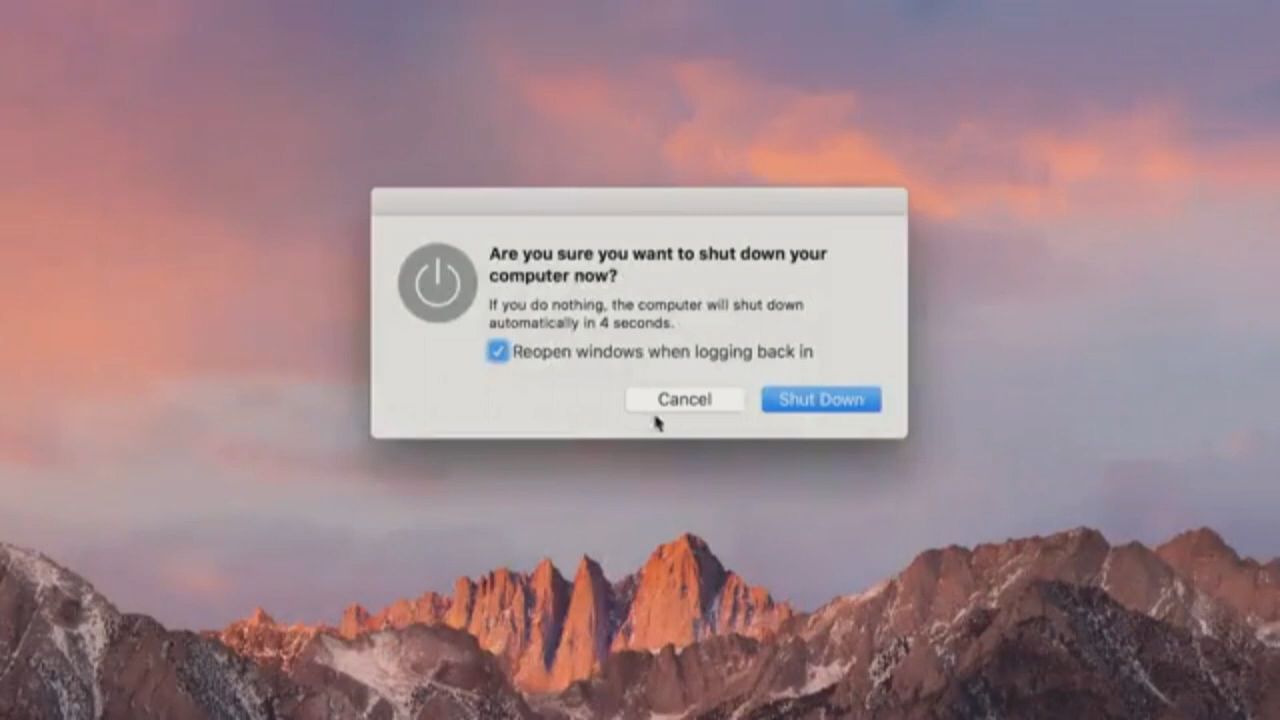 Are you sure you want to shut down your
computer now?
If you do nothing, the computer will shut down
automatically in 4 seconds.
Reopen windows when logging back in
Cancel
Shut Down